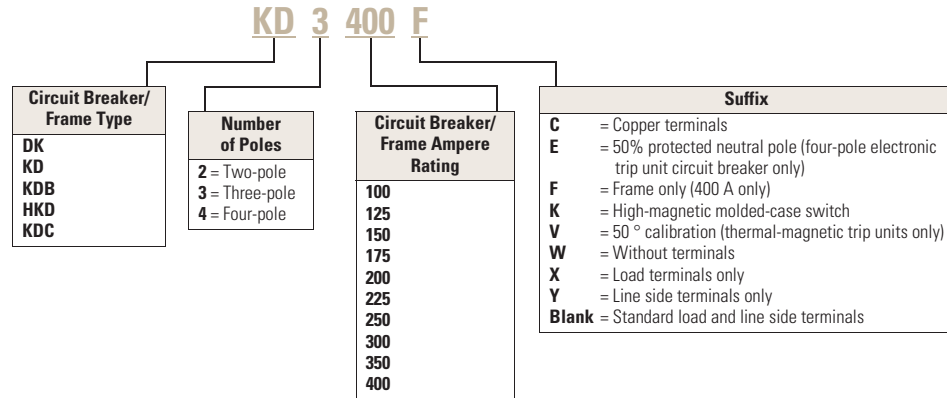 KD 3 400 F
Circuit Breaker/
Frame Type
DK
KD
KDB
HKD
KDC
Number
of Poles
2 = Two-pole
3 = Three-pole
4 = Four-pole
Circuit Breaker/
Frame Ampere
Rating
100
125
150
175
200
225
250
300
350
400
Suffix
C = Copper terminals
E = 50% protected neutral pole (four-pole electronic
trip unit circuit breaker only)
F = Frame only (400 A only)
K = High-magnetic molded-case switch
V = 50 ° calibration (thermal-magnetic trip units only)
W = Without terminals
X = Load terminals only
Y = Line side terminals only
Blank = Standard load and line side terminals